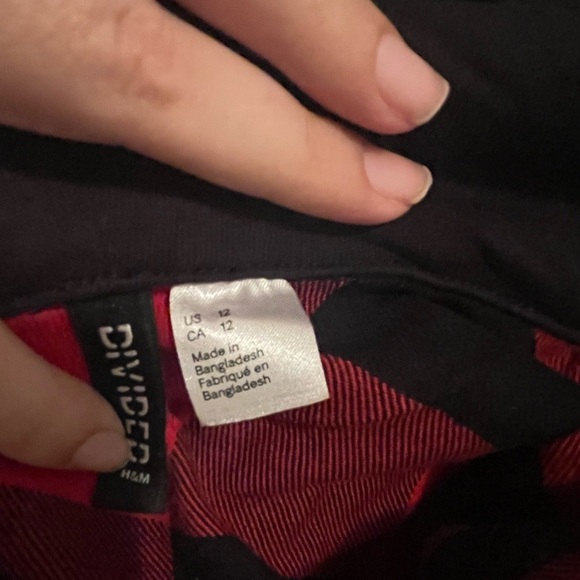 US 12
CA 12
Made in
Bangladesh
Fabriqué en
Bangladesh
DIVIDED
H&M